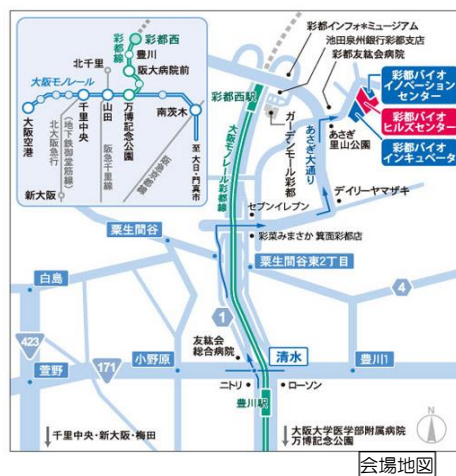 彩都西
彩都線
豊川
阪大病院前
北千里
大阪モノレール
千里中央
山田
万博記念公園
南茨木
大阪空港
北大阪急行
(地下鉄御堂筋線)
阪急千里線
阪急京都線
至 大日・門真市
新大阪
彩都インフォ*ミュージアム
池田泉州銀行彩都支店
彩都友紘会病院
彩都西駅
ガーデンモール彩都
あさぎ大通り
あさぎ
里山公園
彩都バイオ
イノベーション
センター
彩都バイオ
ヒルズセンター
彩都バイオ
インキュベータ
大阪モノレール彩都線
デイリーヤマザキ
セブンイレブン
彩菜みまさか 箕面彩都店
粟生間谷
粟生間谷東2丁目
白島
4
1
423
171
萱野
小野原
友紘会
総合病院
清水
豊川1
ニトリ
ローソン
豊川駅
千里中央・新大阪・梅田
大阪大学医学部附属病院
万博記念公園
N
会場地図